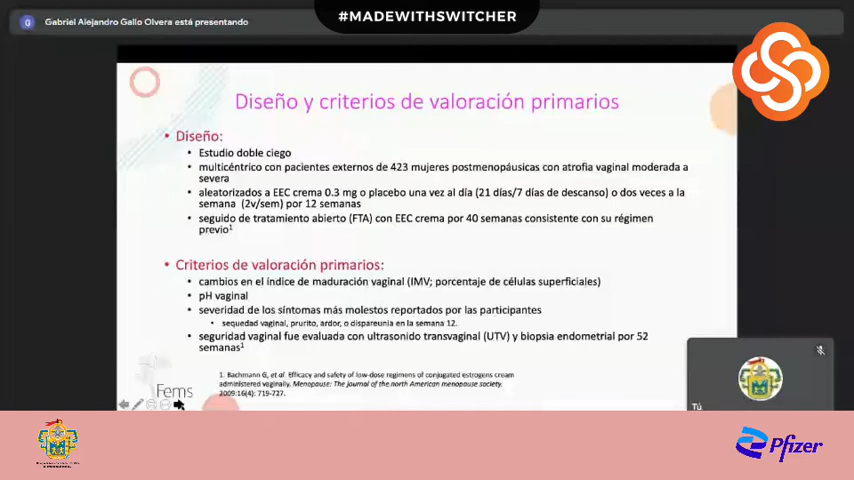 #MADEWITHSWITCHER
G
Gabriel Alejandro Gallo Olvera está presentando
Diseño y criterios de valoración primarios
• Diseño:
• Estudio doble ciego
• multicéntrico con pacientes externos de 423 mujeres postmenopáusicas con atrofia vaginal moderada a
severa
• aleatorizados a EEC crema 0.3 mg o placebo una vez al día (21 días/7 días de descanso) o dos veces a la
semana (2v/sem) por 12 semanas
• seguido de tratamiento abierto (FTA) con EEC crema por 40 semanas consistente con su régimen
previo1
• Criterios de valoración primarios:
• cambios en el índice de maduración vaginal (IMV; porcentaje de células superficiales)
• pH vaginal
• severidad de los síntomas más molestos reportados por las participantes
• sequedad vaginal, prurito, ardor, o dispareunia en la semana 12.
• seguridad vaginal fue evaluada con ultrasonido transvaginal (UTV) y biopsia endometrial por 52
semanas1
1. Bachmann G, et al. Efficacy and safety of low-dose regimens of conjugated estrogens cream
administered vaginally. Menopause: The journal of the north American menopause society.
2009:16(4): 719-727.
Fems
Tú
Pfizer